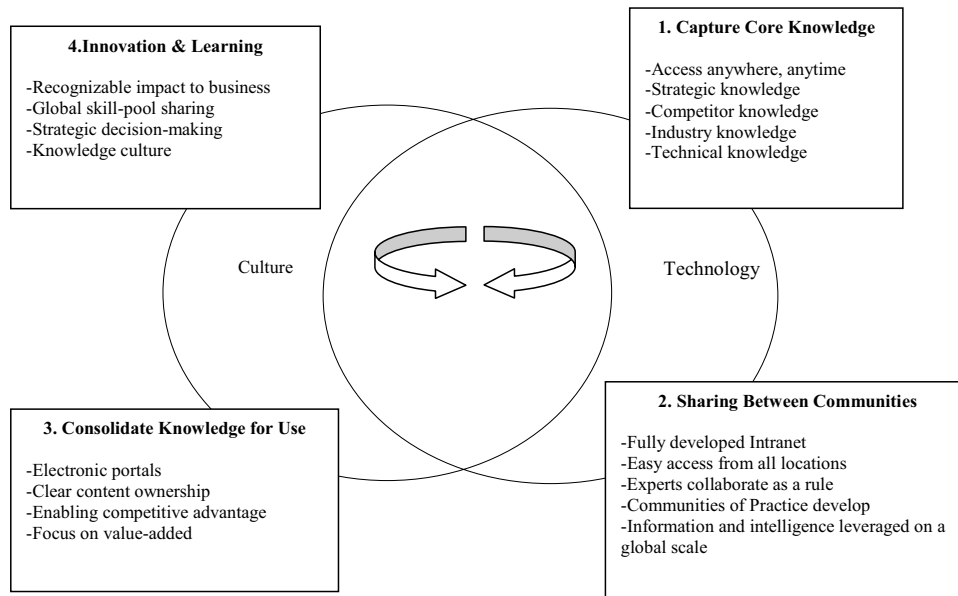 4.Innovation & Learning
-Recognizable impact to business
-Global skill-pool sharing
-Strategic decision-making
-Knowledge culture
1. Capture Core Knowledge
-Access anywhere, anytime
-Strategic knowledge
-Competitor knowledge
-Industry knowledge
-Technical knowledge
Culture
Technology
3. Consolidate Knowledge for Use
-Electronic portals
-Clear content ownership
-Enabling competitive advantage
-Focus on value-added
2. Sharing Between Communities
-Fully developed Intranet
-Easy access from all locations
-Experts collaborate as a rule
-Communities of Practice develop
-Information and intelligence leveraged on a
global scale